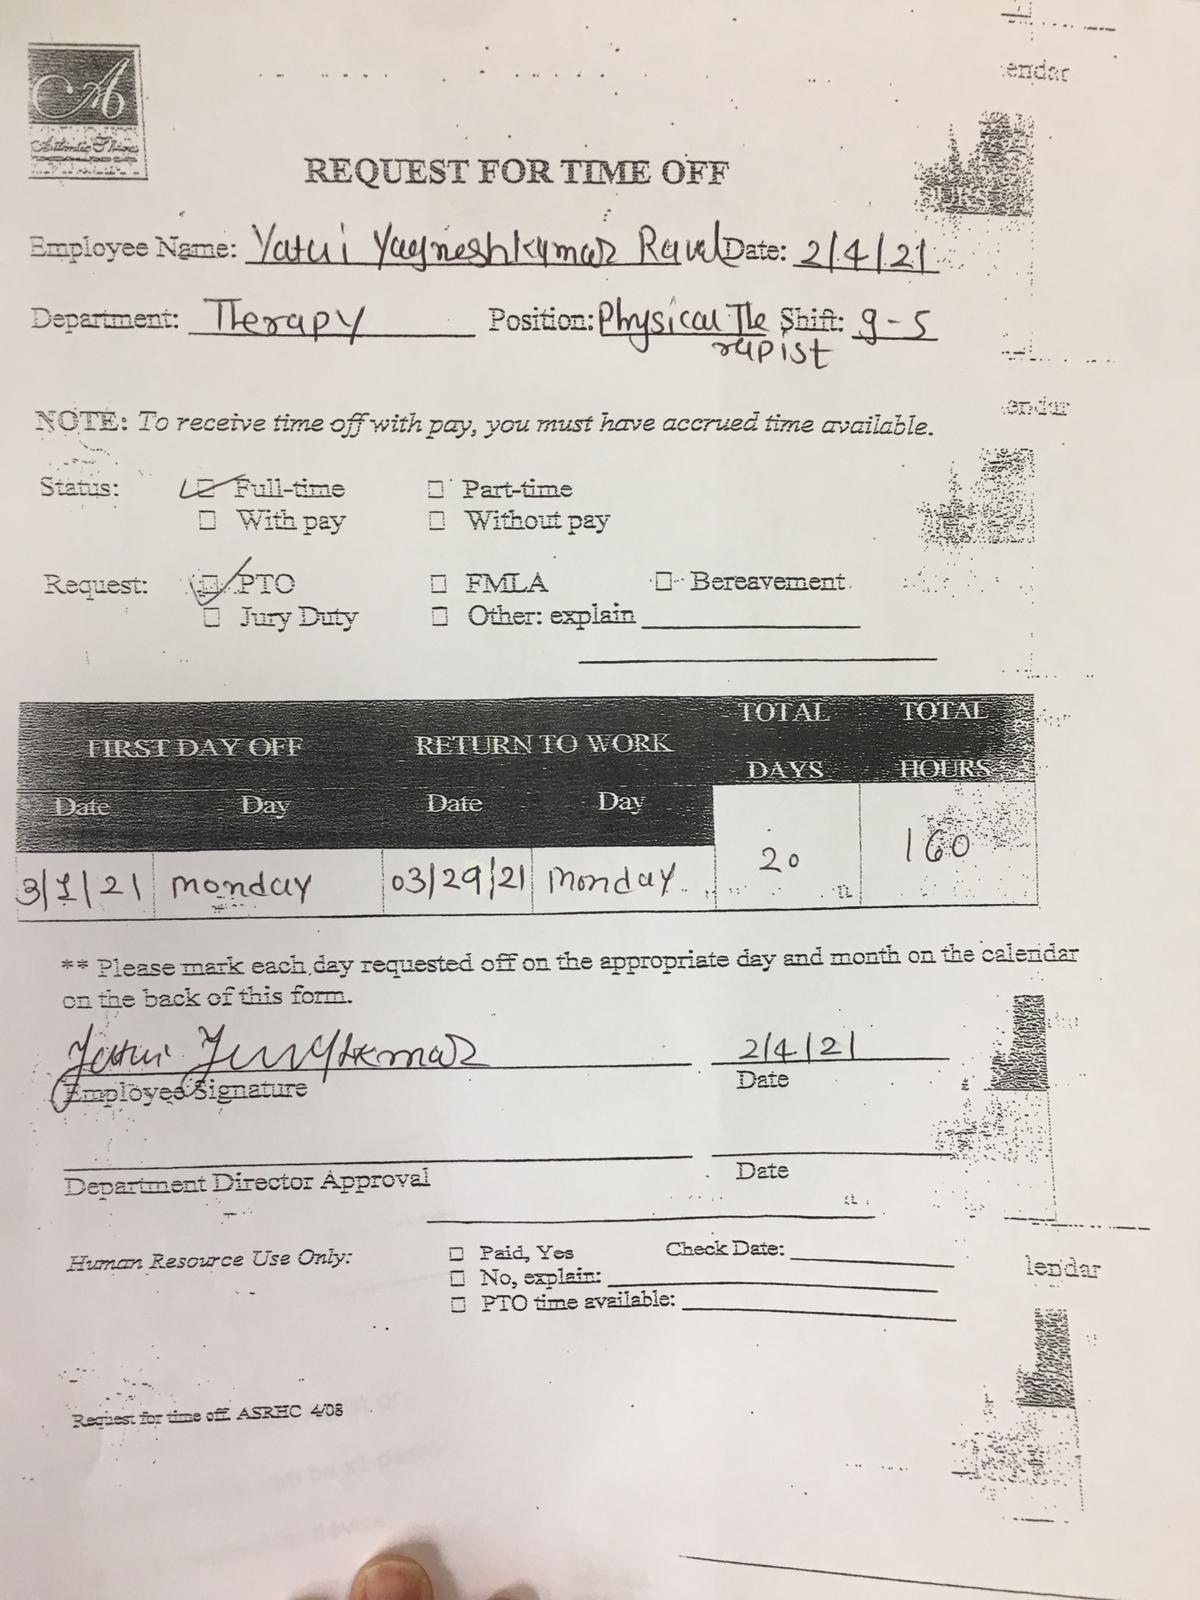 endar
A
Atlantic Shores
REQUEST FOR TIME OFF
Employee Name: Yatui Yagneshkumar Raval Date: 2/4/21
Department: Therapy Position: Physical The Shift: 9-5
rapist
NOTE: To receive time off with pay, you must have accrued time available.
endar
Status: Full-time Part-time
With pay Without pay
Request: PTO FMLA Bereavement
Jury Duty Other: explain
FIRST DAY OFF RETURN TO WORK TOTAL DAYS TOTAL HOURS
Date Day Date Day
3/1/21 Monday 03/29/21 Monday 20 160
** Please mark each day requested off on the appropriate day and month on the calendar
on the back of this form.
2/4/21
Employee Signature Date
Department Director Approval Date
Human Resource Use Only: Paid, Yes Check Date:
No, explain:
PTO time available:
lendar
Request for time off. ASRHC 4/08